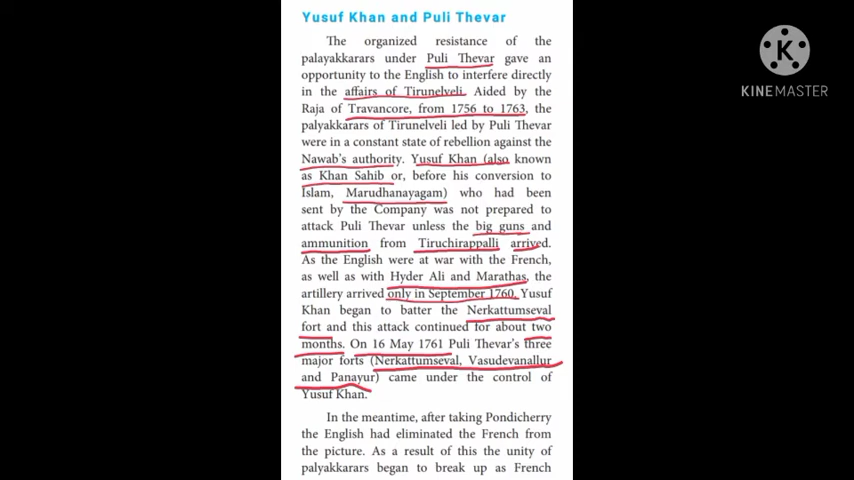 Yusuf Khan and Puli Thevar
The organized resistance of the
palayakkarars under Puli Thevar gave an
opportunity to the English to interfere directly
in the affairs of Tirunelveli. Aided by the
Raja of Travancore, from 1756 to 1763, the
palyakkarars of Tirunelveli led by Puli Thevar
were in a constant state of rebellion against the
Nawab's authority. Yusuf Khan (also known
as Khan Sahib or, before his conversion to
Islam, Marudhanayagam) who had been
sent by the Company was not prepared to
attack Puli Thevar unless the big guns and
ammunition from Tiruchirappalli arrived.
As the English were at war with the French,
as well as with Hyder Ali and Marathas, the
artillery arrived only in September 1760. Yusuf
Khan began to batter the Nerkattumseval
fort and this attack continued for about two
months. On 16 May 1761 Puli Thevar's three
major forts (Nerkattumseval, Vasudevanallur
and Panayur) came under the control of
Yusuf Khan.
In the meantime, after taking Pondicherry
the English had eliminated the French from
the picture. As a result of this the unity of
palyakkarars began to break up as French
K
KINEMASTER